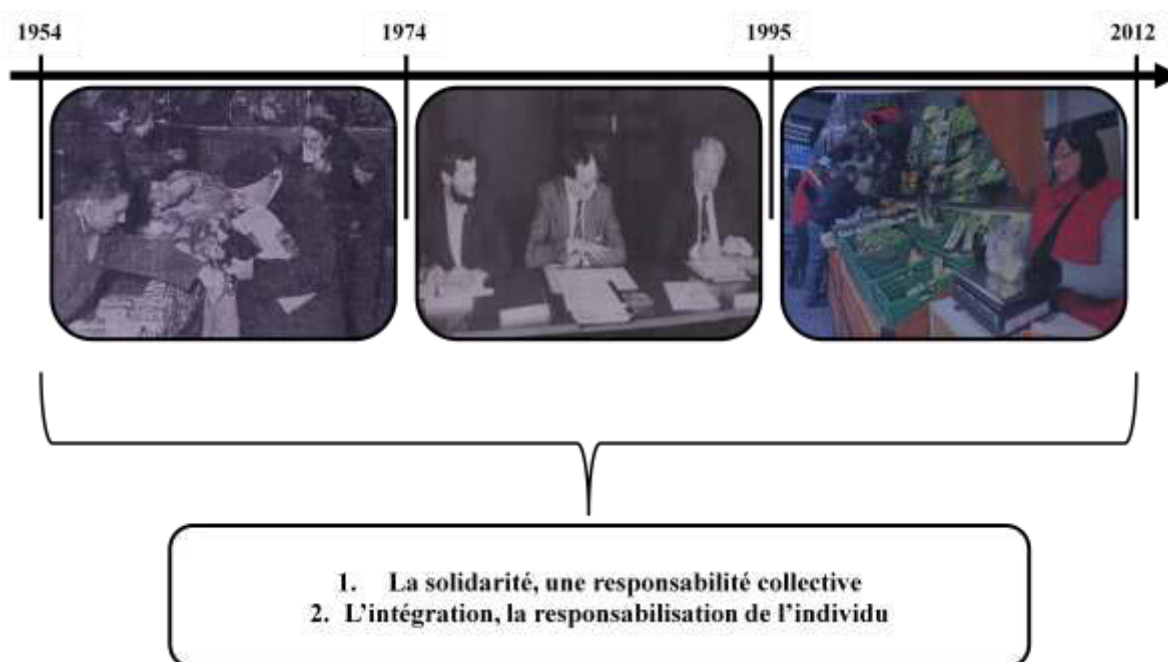 1954 1974 1995 2012
1. La solidarité, une responsabilité collective
2. L'intégration, la responsabilisation de l'individu